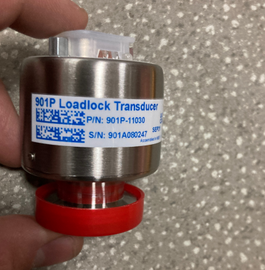 901P Loadlock Transducer
P/N: 901P-11030
S/N: 901A080247